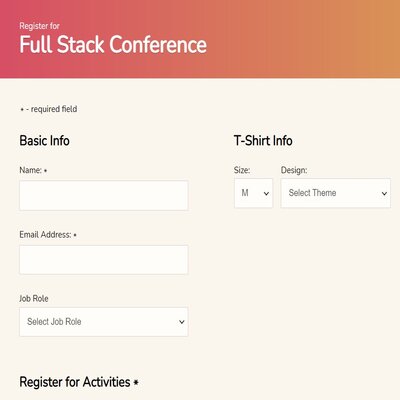 Register for
Full Stack Conference
* - required field
Basic Info
Name: *
Email Address: *
Job Role
Select Job Role
T-Shirt Info
Size:
Design:
M
Select Theme
Register for Activities *